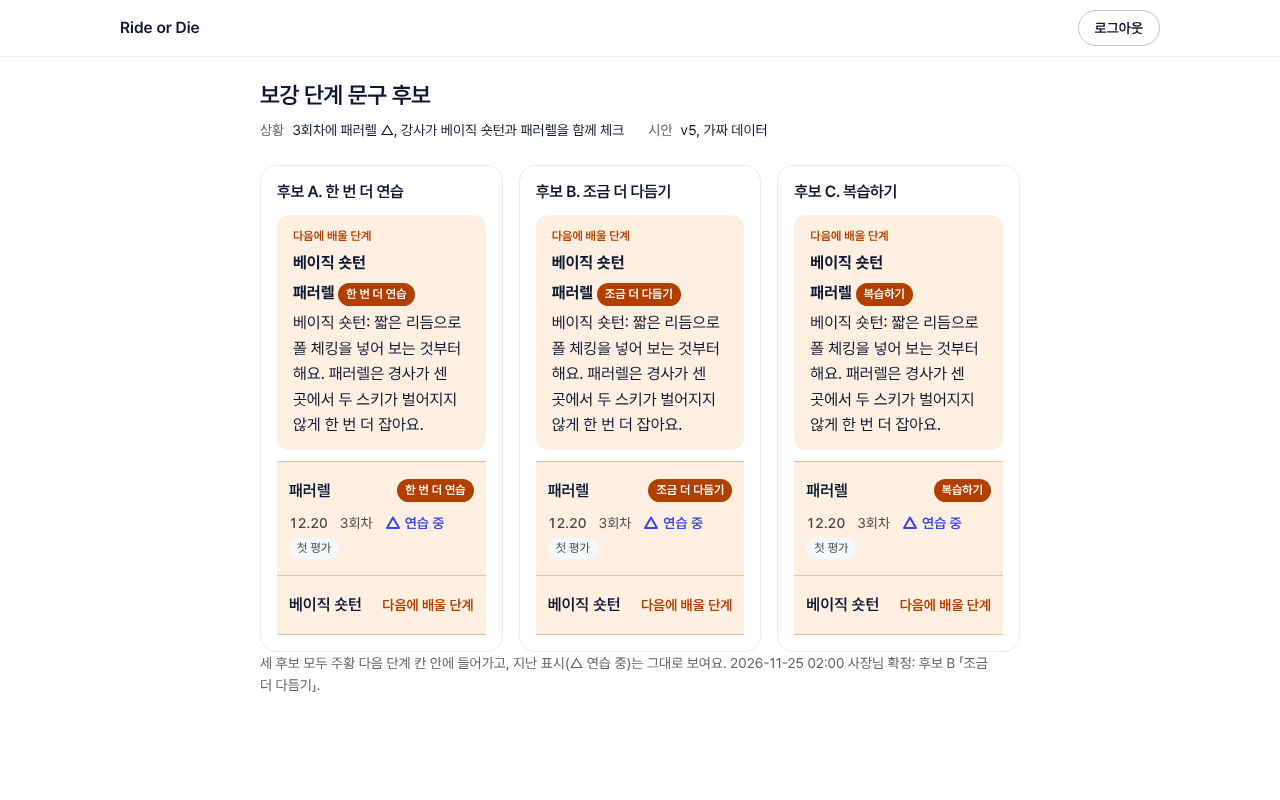 Ride or Die
로그아웃
보강 단계 문구 후보
상황 3회차에 패러렐 △, 강사가 베이직 숏턴과 패러렐을 함께 체크 시안 v5, 가짜 데이터
후보 A. 한 번 더 연습
다음에 배울 단계
베이직 숏턴
패러렐 한 번 더 연습
베이직 숏턴: 짧은 리듬으로
폴 체킹을 넣어 보는 것부터
해요. 패러렐은 경사가 센
곳에서 두 스키가 벌어지지
않게 한 번 더 잡아요.
패러렐 한 번 더 연습
12.20 3회차 △ 연습 중
첫 평가
베이직 숏턴 다음에 배울 단계
후보 B. 조금 더 다듬기
다음에 배울 단계
베이직 숏턴
패러렐 조금 더 다듬기
베이직 숏턴: 짧은 리듬으로
폴 체킹을 넣어 보는 것부터
해요. 패러렐은 경사가 센
곳에서 두 스키가 벌어지지
않게 한 번 더 잡아요.
패러렐 조금 더 다듬기
12.20 3회차 △ 연습 중
첫 평가
베이직 숏턴 다음에 배울 단계
후보 C. 복습하기
다음에 배울 단계
베이직 숏턴
패러렐 복습하기
베이직 숏턴: 짧은 리듬으로
폴 체킹을 넣어 보는 것부터
해요. 패러렐은 경사가 센
곳에서 두 스키가 벌어지지
않게 한 번 더 잡아요.
패러렐 복습하기
12.20 3회차 △ 연습 중
첫 평가
베이직 숏턴 다음에 배울 단계
세 후보 모두 주황 다음 단계 칸 안에 들어가고, 지난 표시(△ 연습 중)는 그대로 보여요. 2026-11-25 02:00 사장님 확정: 후보 B 「조금
더 다듬기」.